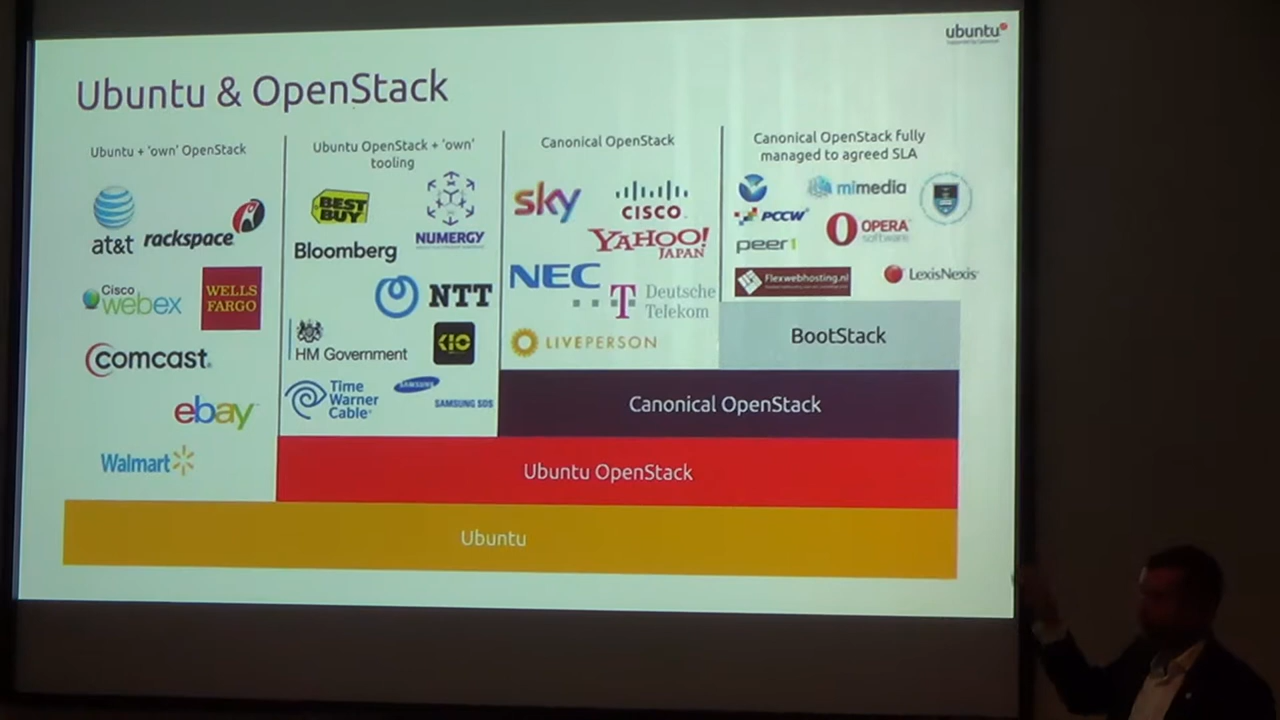 ubuntu
Ubuntu & OpenStack
Ubuntu + 'own' OpenStack
at&t
rackspace
Cisco
webex
WELLS
FARGO
comcast
ebay
Walmart
Ubuntu OpenStack + 'own'
tooling
BEST
BUY
NUMERGY
Bloomberg
NTT
HM Government
KIO
Time
Warner
Cable
SAMSUNG
SAMSUNG SDS
Canonical OpenStack
sky
CISCO
YAHOO!
JAPAN
NEC
T
Deutsche
Telekom
LIVEPERSON
Canonical OpenStack fully
managed to agreed SLA
mimedia
PCCW
OPERA
software
peer1
Flexwebhosting.nl
LexisNexis
BootStack
Canonical OpenStack
Ubuntu OpenStack
Ubuntu